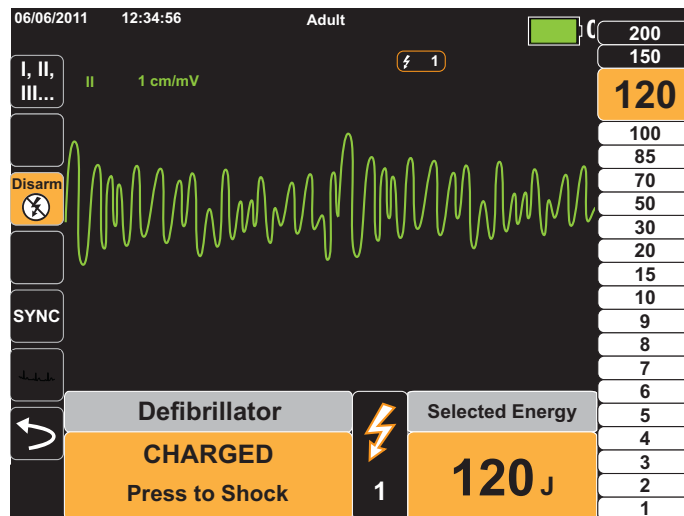 06/06/2011 12:34:56 Adult
1
I, II,
III...
II 1 cm/mV
Disarm
SYNC
Defibrillator
CHARGED
Press to Shock
1
Selected Energy
120 J
200
150
120
100
85
70
50
30
20
15
10
9
8
7
6
5
4
3
2
1